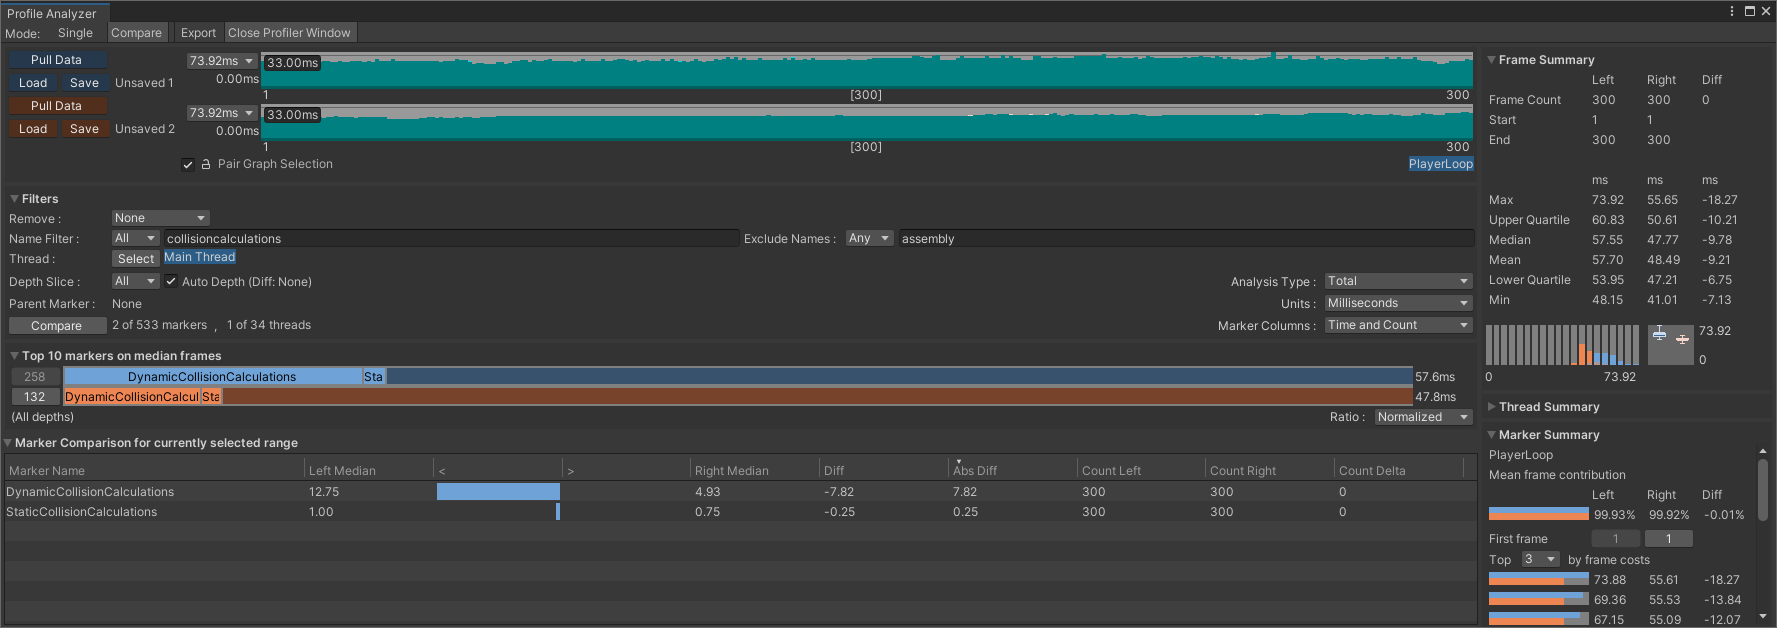 Profile Analyzer
Mode: Single Compare Export Close Profiler Window
Pull Data
Load Save Unsaved 1
Pull Data
Load Save Unsaved 2
73.92ms
0.00ms
33.00ms
1 [300] 300
73.92ms
0.00ms
33.00ms
1 [300] 300
Pair Graph Selection PlayerLoop
Filters
Remove : None
Name Filter : All collisioncalculations Exclude Names : Any assembly
Thread : Select Main Thread
Depth Slice : All Auto Depth (Diff: None) Analysis Type : Total
Parent Marker : None Units : Milliseconds
Compare 2 of 533 markers , 1 of 34 threads Marker Columns : Time and Count
Top 10 markers on median frames
258 DynamicCollisionCalculations Sta 57.6ms
132 DynamicCollisionCalcul Sta 47.8ms
(All depths) Ratio : Normalized
Marker Comparison for currently selected range
Marker Name Left Median < > Right Median Diff Abs Diff Count Left Count Right Count Delta
DynamicCollisionCalculations 12.75 4.93 -7.82 7.82 300 300 0
StaticCollisionCalculations 1.00 0.75 -0.25 0.25 300 300 0
Frame Summary
Left Right Diff
Frame Count 300 300 0
Start 1 1
End 300 300
ms ms ms
Max 73.92 55.65 -18.27
Upper Quartile 60.83 50.61 -10.21
Median 57.55 47.77 -9.78
Mean 57.70 48.49 -9.21
Lower Quartile 53.95 47.21 -6.75
Min 48.15 41.01 -7.13
73.92
0
0 73.92
Thread Summary
Marker Summary
PlayerLoop
Mean frame contribution
Left Right Diff
99.93% 99.92% -0.01%
First frame 1 1
Top 3 by frame costs
73.88 55.61 -18.27
69.36 55.53 -13.84
67.15 55.09 -12.07